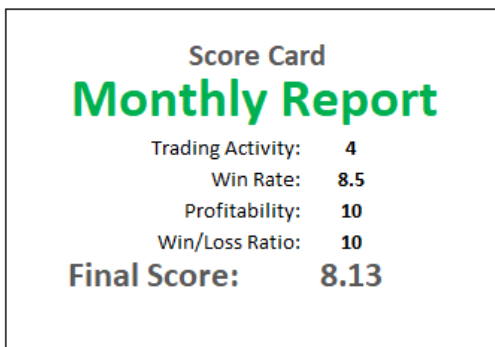 Score Card
Monthly Report
Trading Activity: 4
Win Rate: 8.5
Profitability: 10
Win/Loss Ratio: 10
Final Score: 8.13